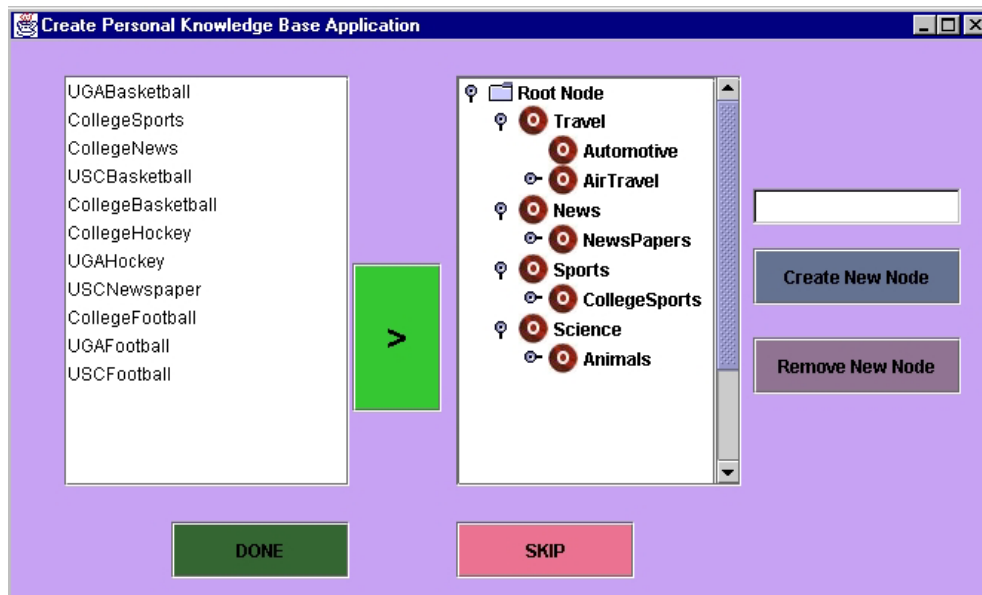 Create Personal Knowledge Base Application
UGABasketball
CollegeSports
CollegeNews
USCBasketball
CollegeBasketball
CollegeHockey
UGAHockey
USCNewspaper
CollegeFootball
UGAFootball
USCFootball
>
Root Node
Travel
Automotive
AirTravel
News
NewsPapers
Sports
CollegeSports
Science
Animals
Create New Node
Remove New Node
DONE
SKIP